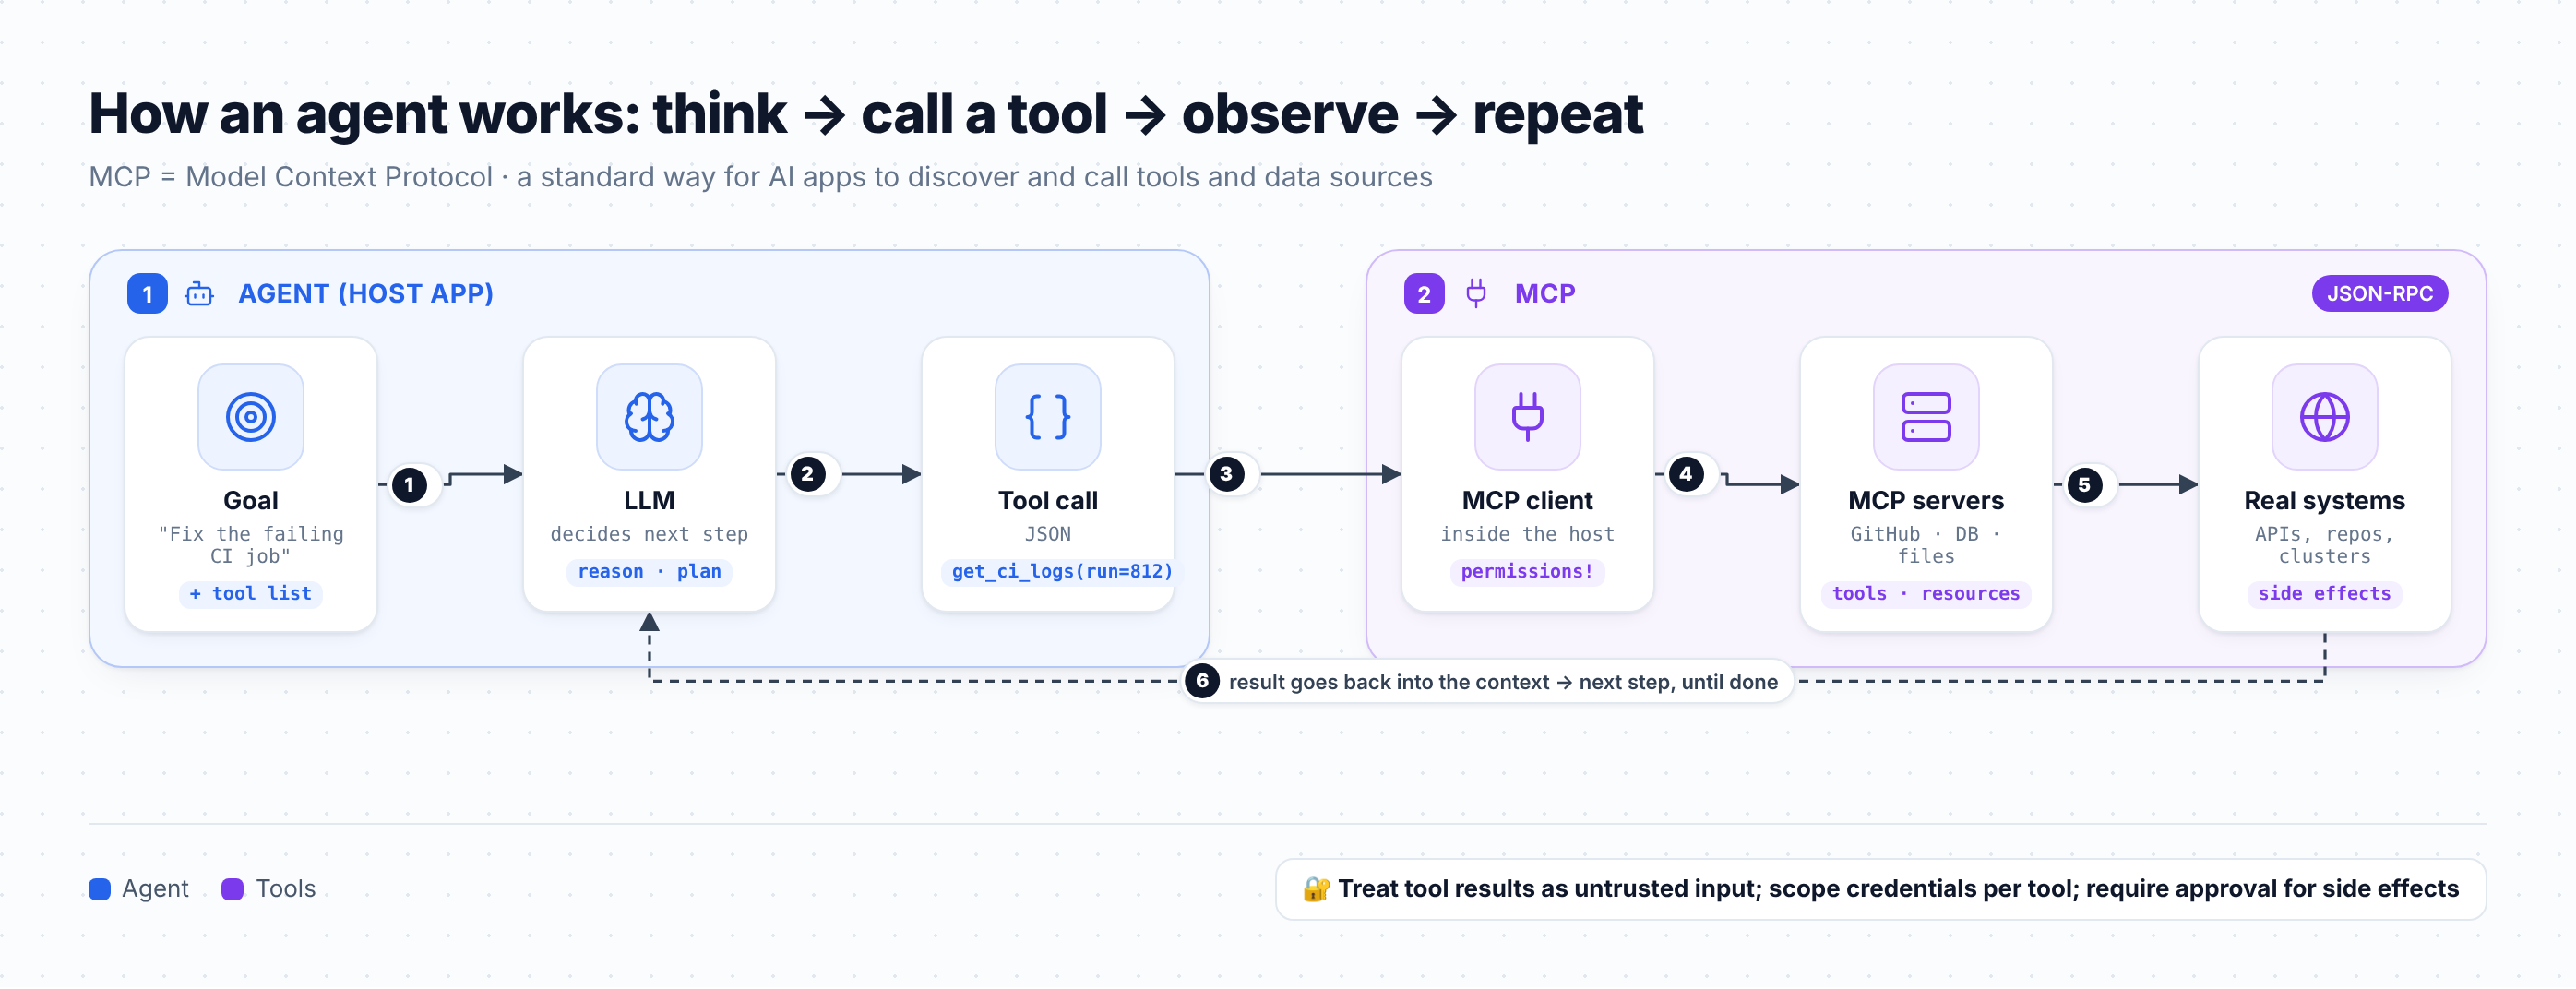 How an agent works: think → call a tool → observe → repeat
MCP = Model Context Protocol · a standard way for AI apps to discover and call tools and data sources
1 AGENT (HOST APP)
Goal
"Fix the failing
CI job"
+ tool list
1
LLM
decides next step
reason · plan
2
{ }
Tool call
JSON
get_ci_logs(run=812)
3
2 MCP
JSON-RPC
MCP client
inside the host
permissions!
4
MCP servers
GitHub · DB ·
files
tools · resources
5
Real systems
APIs, repos,
clusters
side effects
6 result goes back into the context → next step, until done
Agent
Tools
🔐 Treat tool results as untrusted input; scope credentials per tool; require approval for side effects